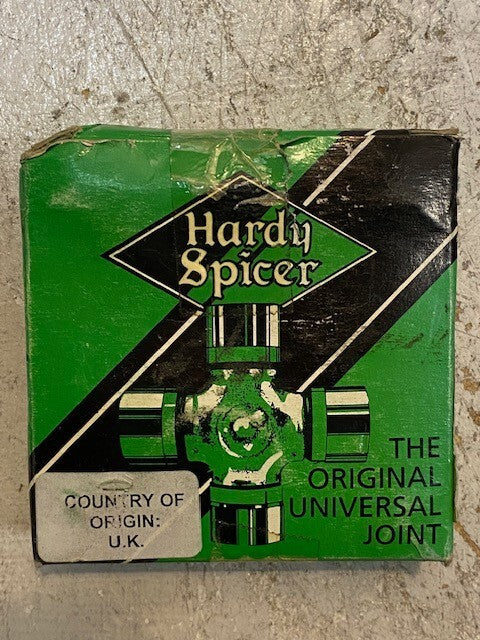 Hardy
Spicer
THE
ORIGINAL
UNIVERSAL
JOINT
COUNTRY OF
ORIGIN:
U.K.